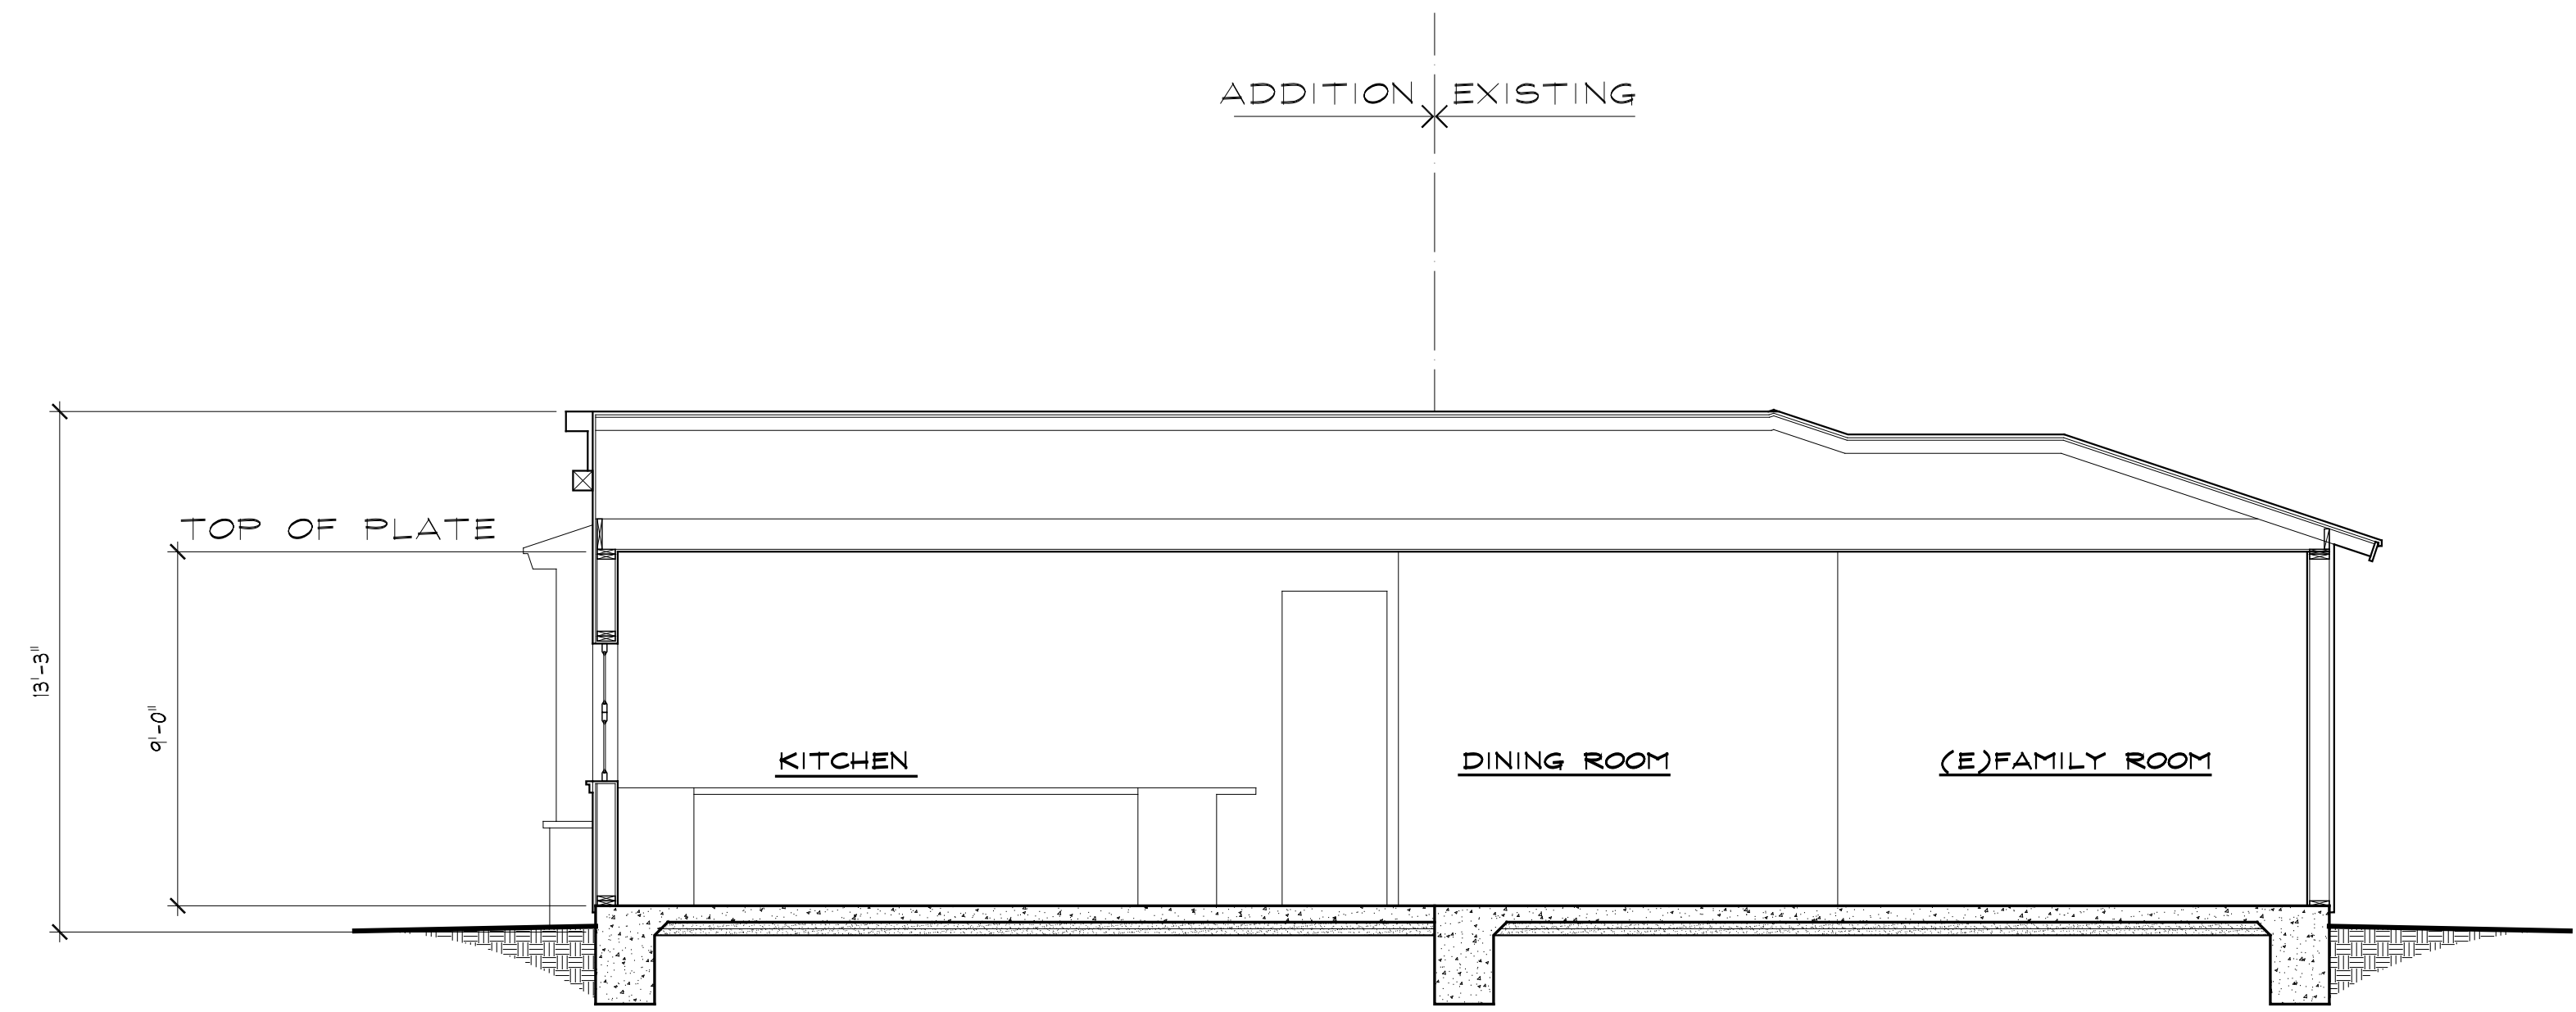 ADDITION EXISTING
TOP OF PLATE
13'-3"
9'-0"
KITCHEN
DINING ROOM
(E)FAMILY ROOM